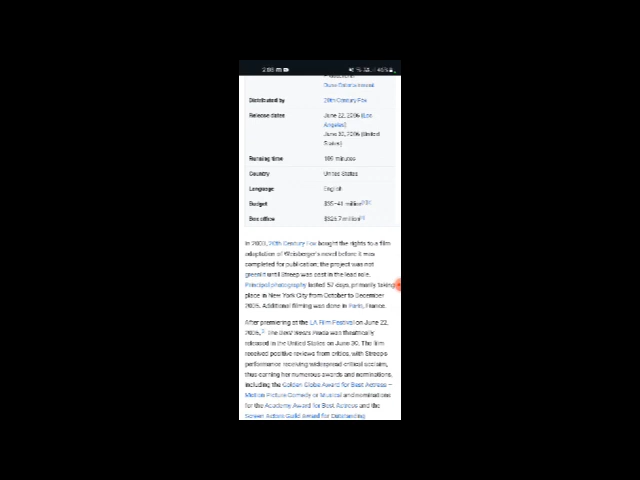 Distributed by 20th Century Fox
Release dates June 22, 2006 (Los
Angeles)
June 30, 2006 (United
States)
Running time 109 minutes
Country United States
Language English
Budget $35–41 million
Box office $326.7 million
In 2003, 20th Century Fox bought the rights to a film
adaptation of Weisberger's novel before it was
completed for publication; the project was not
greenlit until Streep was cast in the lead role.
Principal photography lasted 57 days, primarily taking
place in New York City from October to December
2005. Additional filming was done in Paris, France.
After premiering at the LA Film Festival on June 22,
2006, The Devil Wears Prada was theatrically
released in the United States on June 30. The film
received positive reviews from critics, with Streep's
performance receiving widespread critical acclaim,
thus earning her numerous awards and nominations,
including the Golden Globe Award for Best Actress –
Motion Picture Comedy or Musical and nominations
for the Academy Award for Best Actress and the
Screen Actors Guild Award for Outstanding